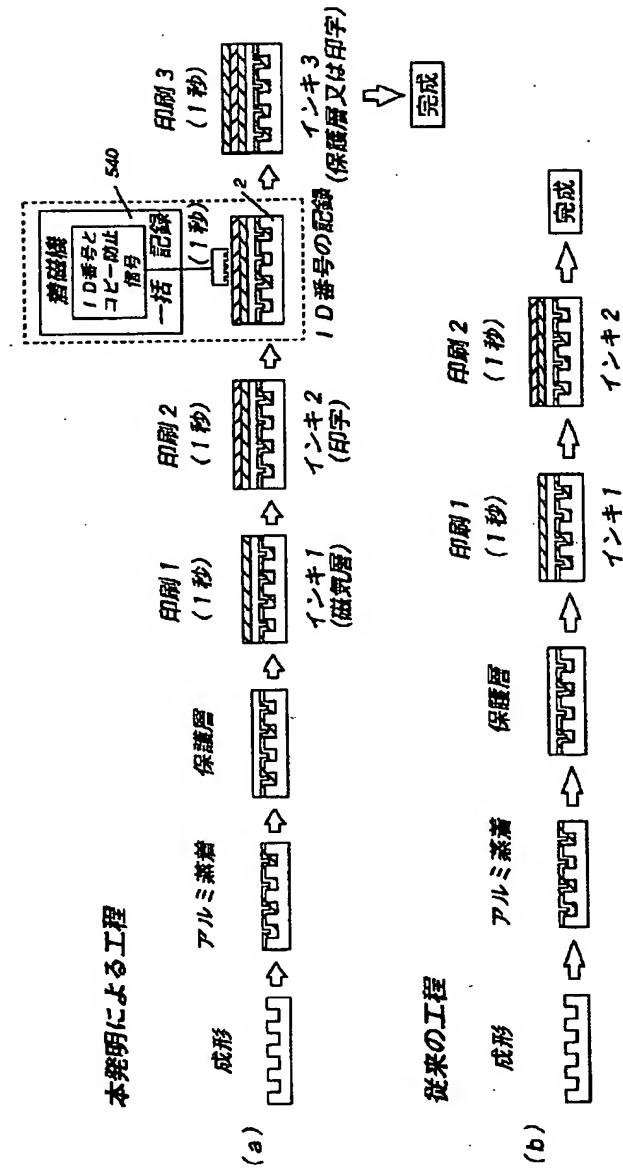 本発明による工程
(a)
成形
アルミ蒸着
保護層
印刷1
(1秒)
インキ1
(磁気層)
印刷2
(1秒)
インキ2
(印字)
着磁機
540
ID番号と
コピー防止
信号
一括 記録
(1秒)
2
ID番号の記録
印刷3
(1秒)
インキ3
(保護層又は印字)
完成
従来の工程
(b)
成形
アルミ蒸着
保護層
印刷1
(1秒)
インキ1
印刷2
(1秒)
インキ2
完成